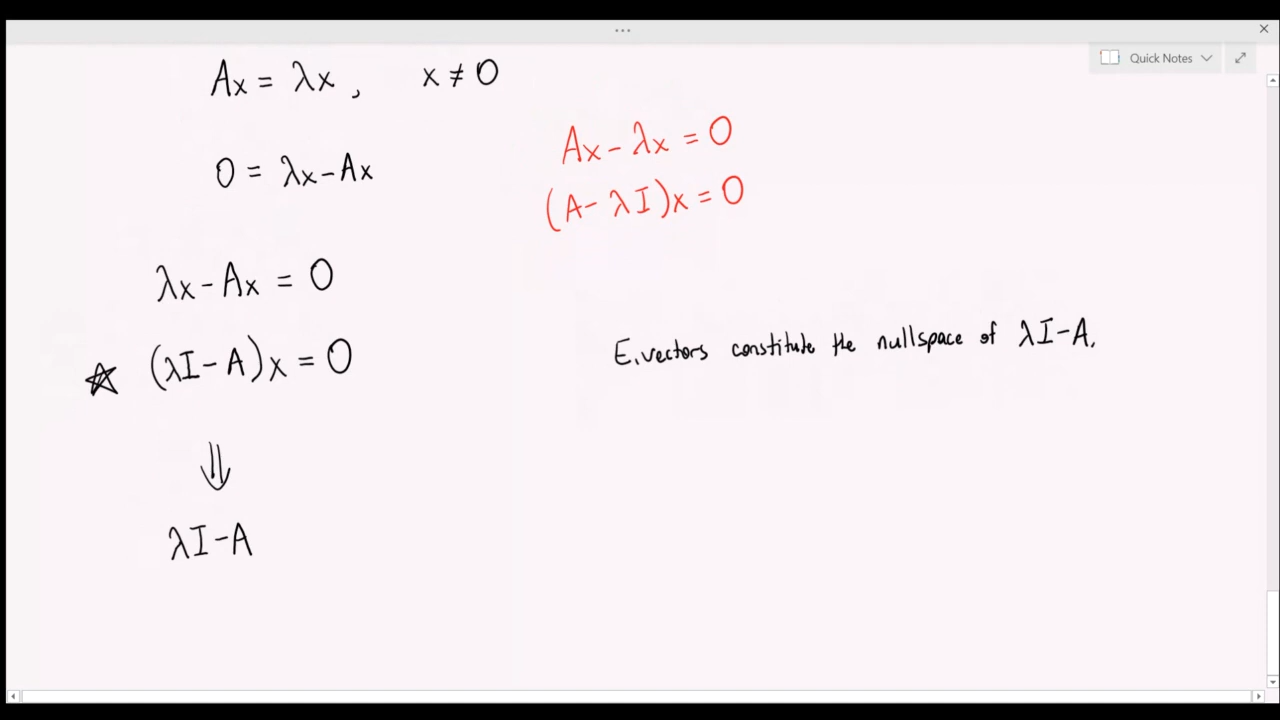 Quick Notes
Ax = λx, x ≠ 0
Ax - λx = 0
0 = λx - Ax
(A - λI)x = 0
λx - Ax = 0
E.vectors constitute the nullspace of λI - A.
(λI - A)x = 0
⇓
λI - A